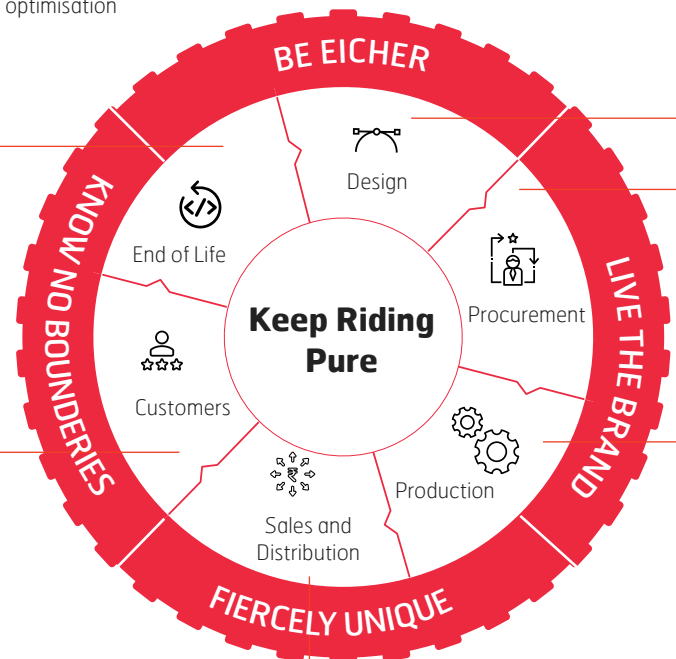 optimisation
BE EICHER
Design
End of Life
Procurement
KNOW NO BOUNDERIES
LIVE THE BRAND
Keep Riding
Pure
Customers
Production
Sales and
Distribution
FIERCELY UNIQUE